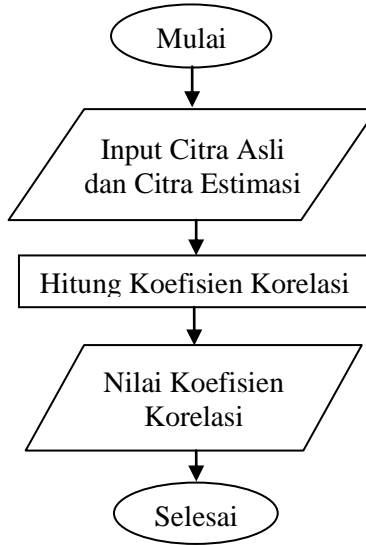 Mulai
Input Citra Asli
dan Citra Estimasi
Hitung Koefisien Korelasi
Nilai Koefisien
Korelasi
Selesai